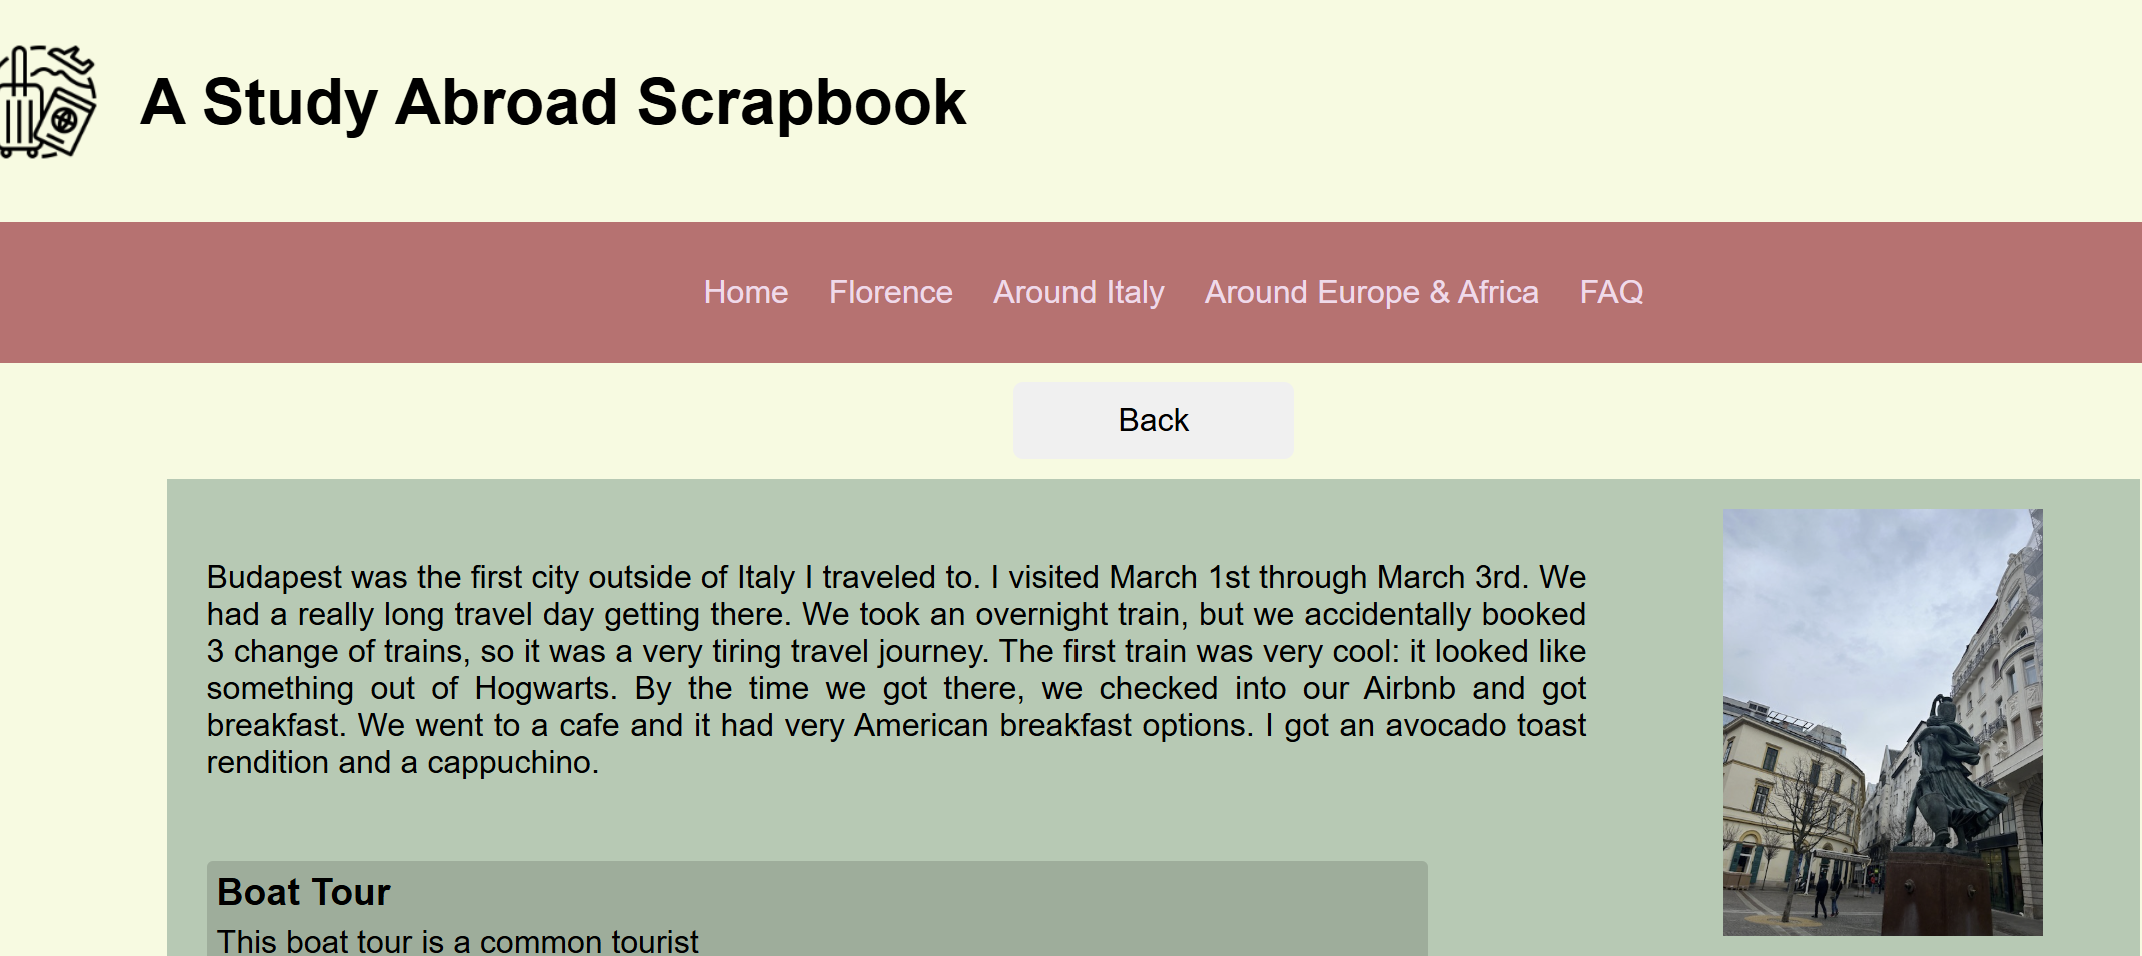 A Study Abroad Scrapbook
Home Florence Around Italy Around Europe & Africa FAQ
Back
Budapest was the first city outside of Italy I traveled to. I visited March 1st through March 3rd. We
had a really long travel day getting there. We took an overnight train, but we accidentally booked
3 change of trains, so it was a very tiring travel journey. The first train was very cool: it looked like
something out of Hogwarts. By the time we got there, we checked into our Airbnb and got
breakfast. We went to a cafe and it had very American breakfast options. I got an avocado toast
rendition and a cappuchino.
Boat Tour
This boat tour is a common tourist